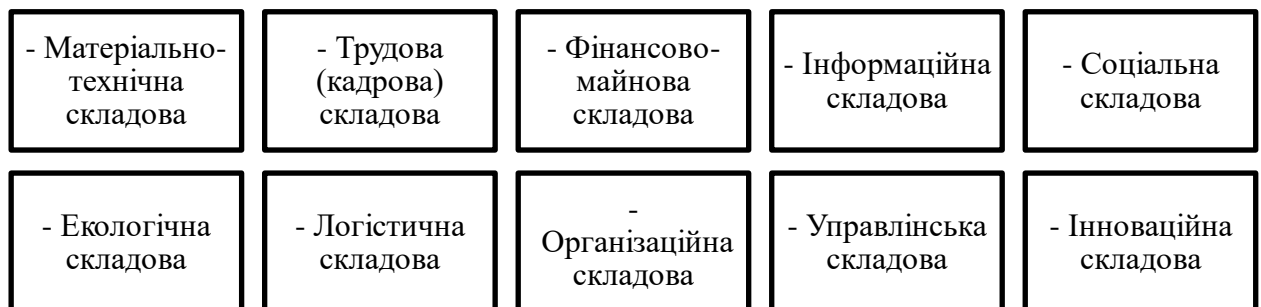 - Матеріально-
технічна
складова
- Трудова
(кадрова)
складова
- Фінансово-
майнова
складова
- Інформаційна
складова
- Соціальна
складова
- Екологічна
складова
- Логістична
складова
-
Організаційна
складова
- Управлінська
складова
- Інноваційна
складова